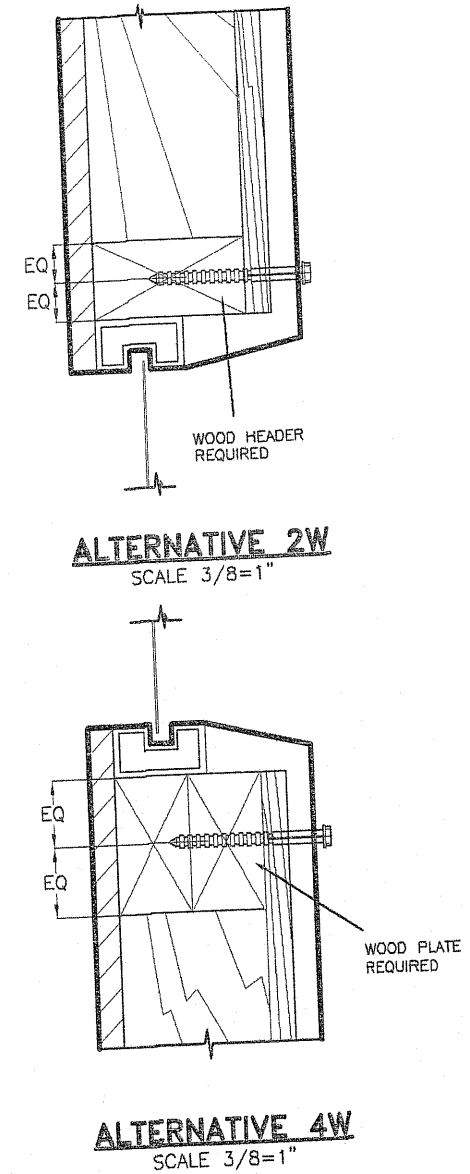 EQ
EQ
WOOD HEADER
REQUIRED
ALTERNATIVE 2W
SCALE 3/8=1"
EQ
EQ
WOOD PLATE
REQUIRED
ALTERNATIVE 4W
SCALE 3/8=1"